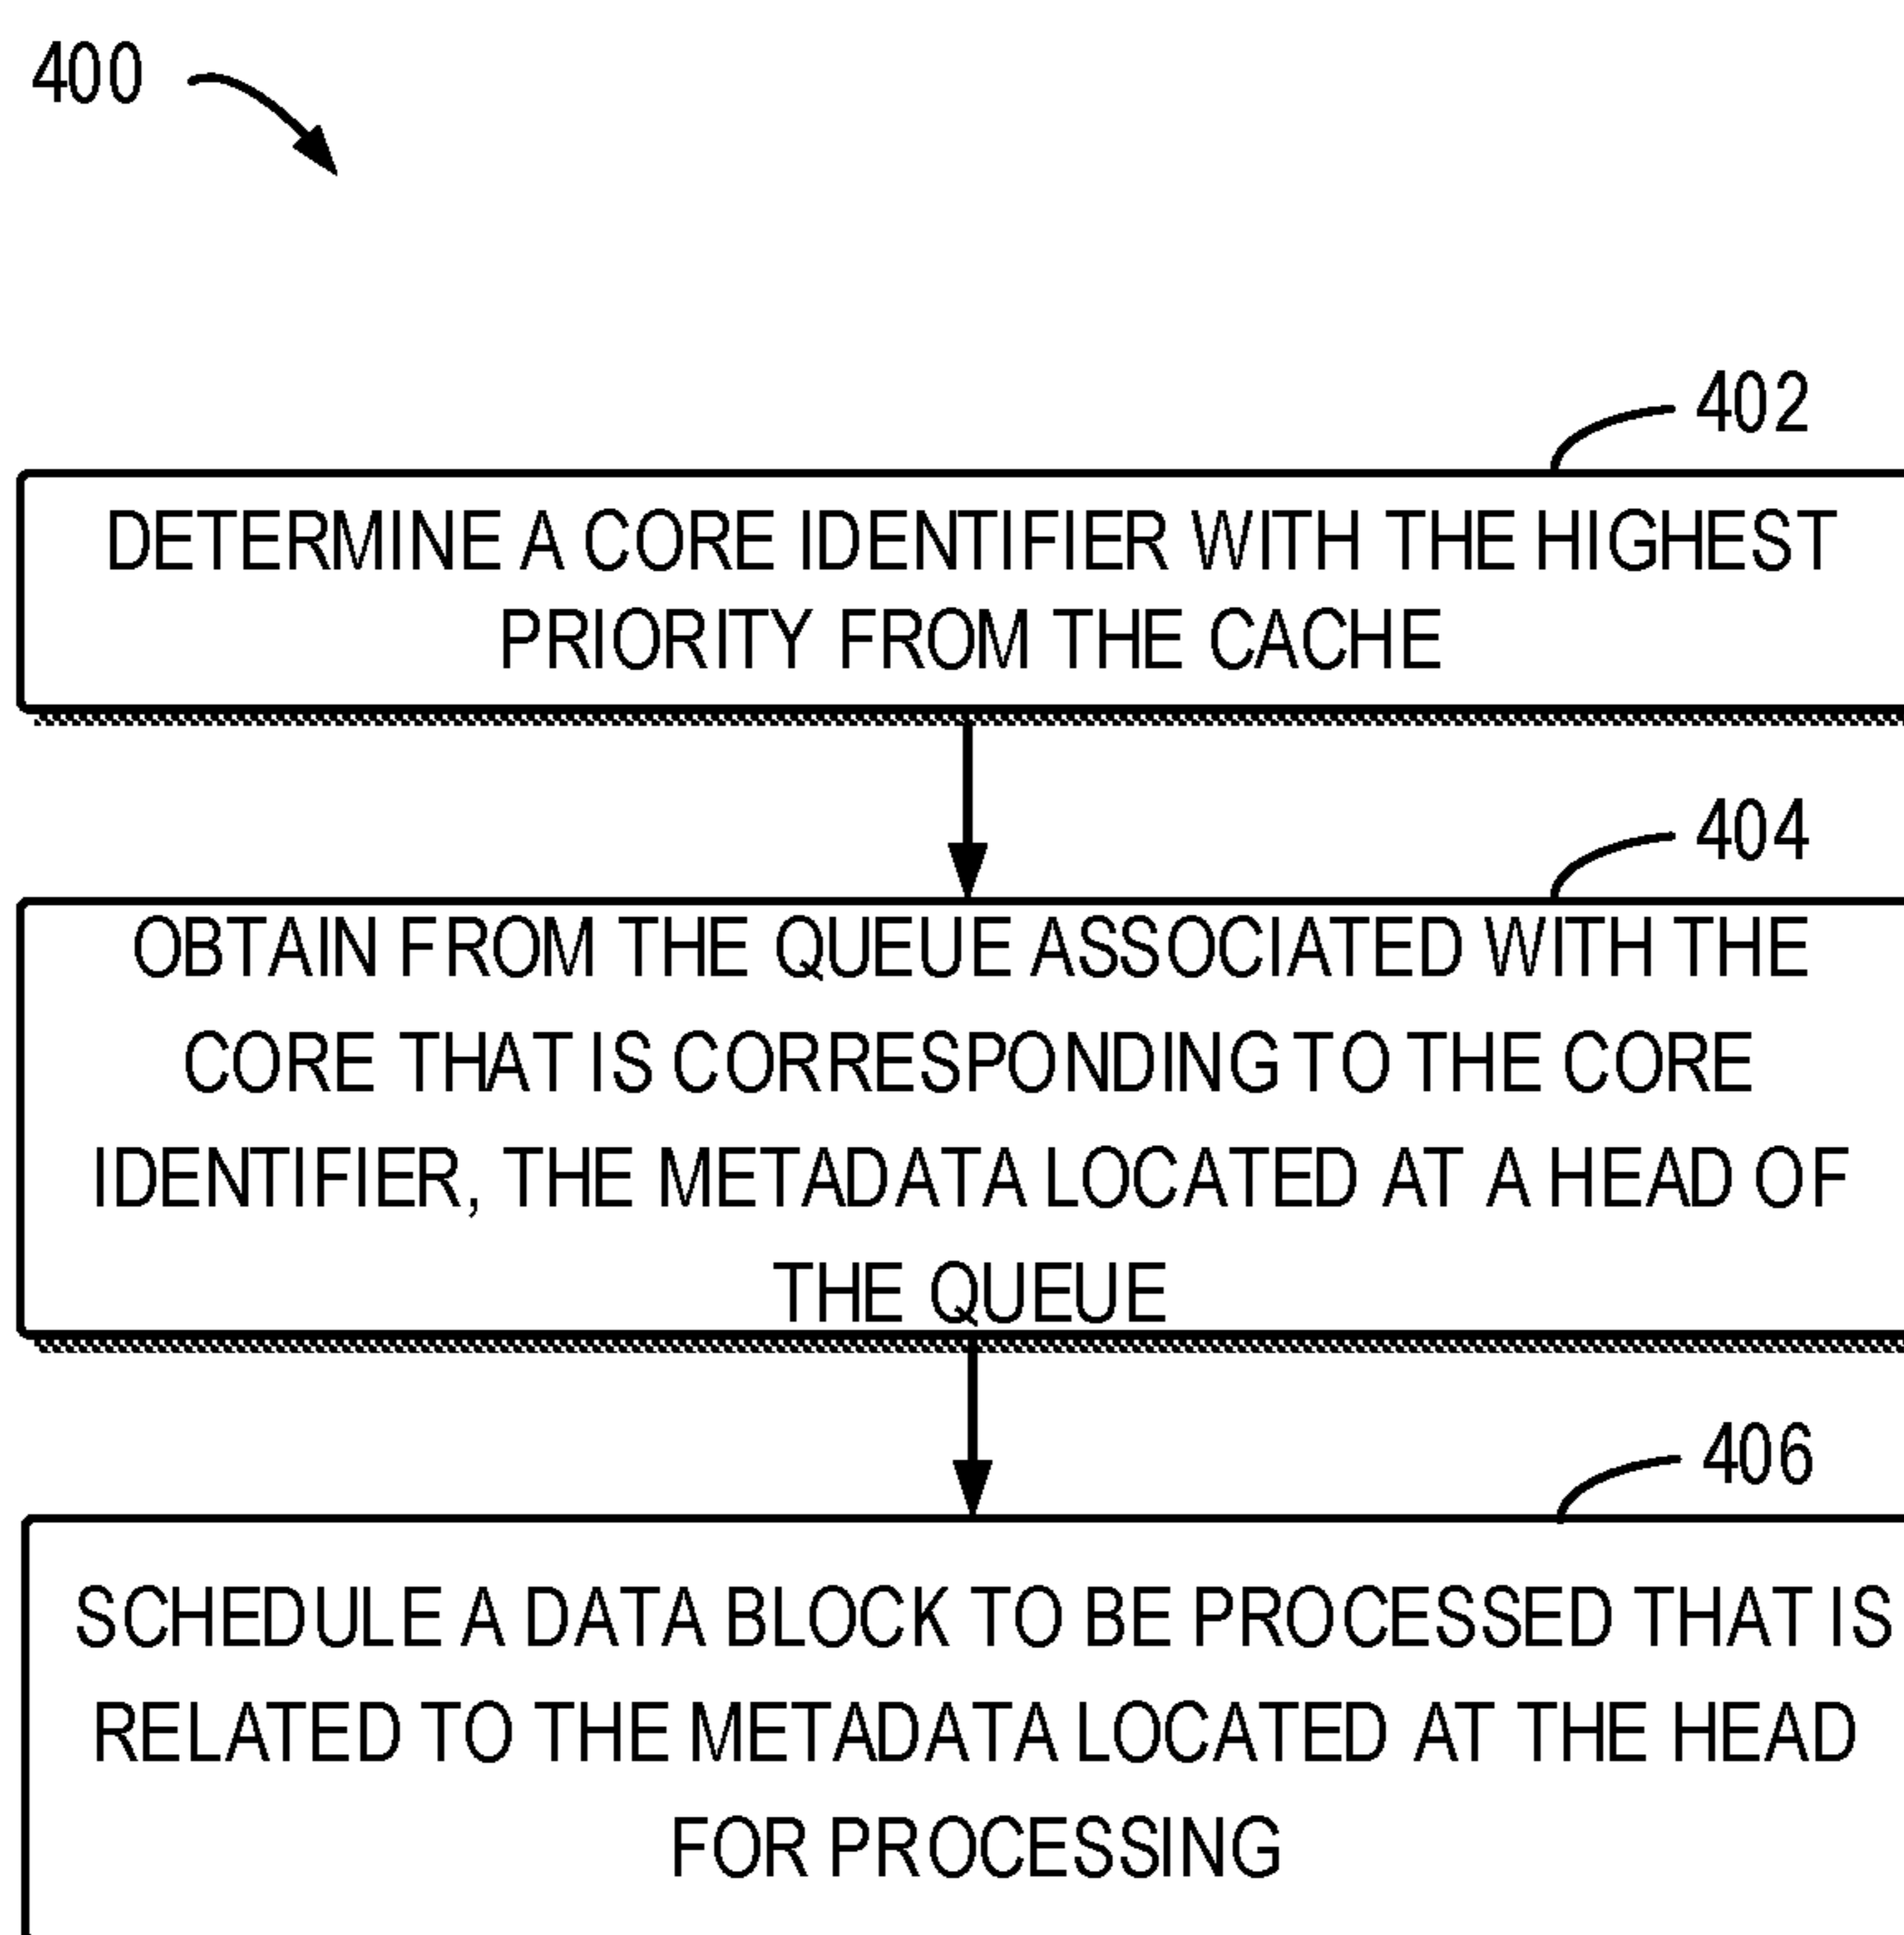 400
402
DETERMINE A CORE IDENTIFIER WITH THE HIGHEST
PRIORITY FROM THE CACHE
404
OBTAIN FROM THE QUEUE ASSOCIATED WITH THE
CORE THAT IS CORRESPONDING TO THE CORE
IDENTIFIER, THE METADATA LOCATED AT A HEAD OF
THE QUEUE
406
SCHEDULE A DATA BLOCK TO BE PROCESSED THAT IS
RELATED TO THE METADATA LOCATED AT THE HEAD
FOR PROCESSING